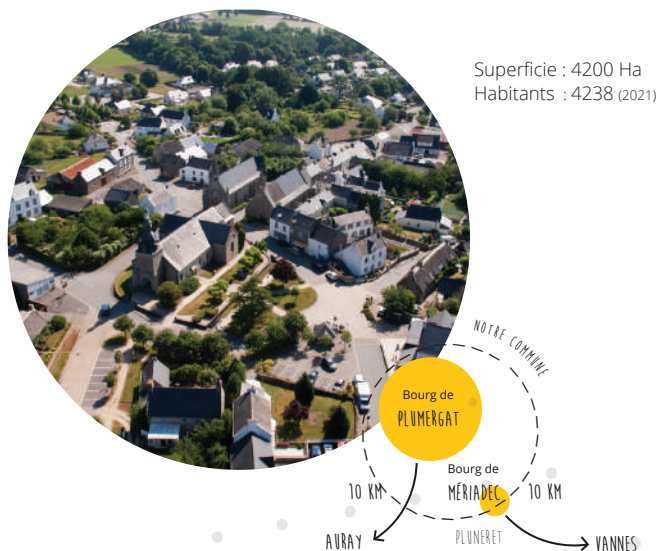 Superficie : 4200 Ha
Habitants : 4238 (2021)
NOTRE COMMUNE
Bourg de
PLUMERGAT
Bourg de
MÉRIADEC
10 KM
10 KM
AURAY
PLUNERET
VANNES